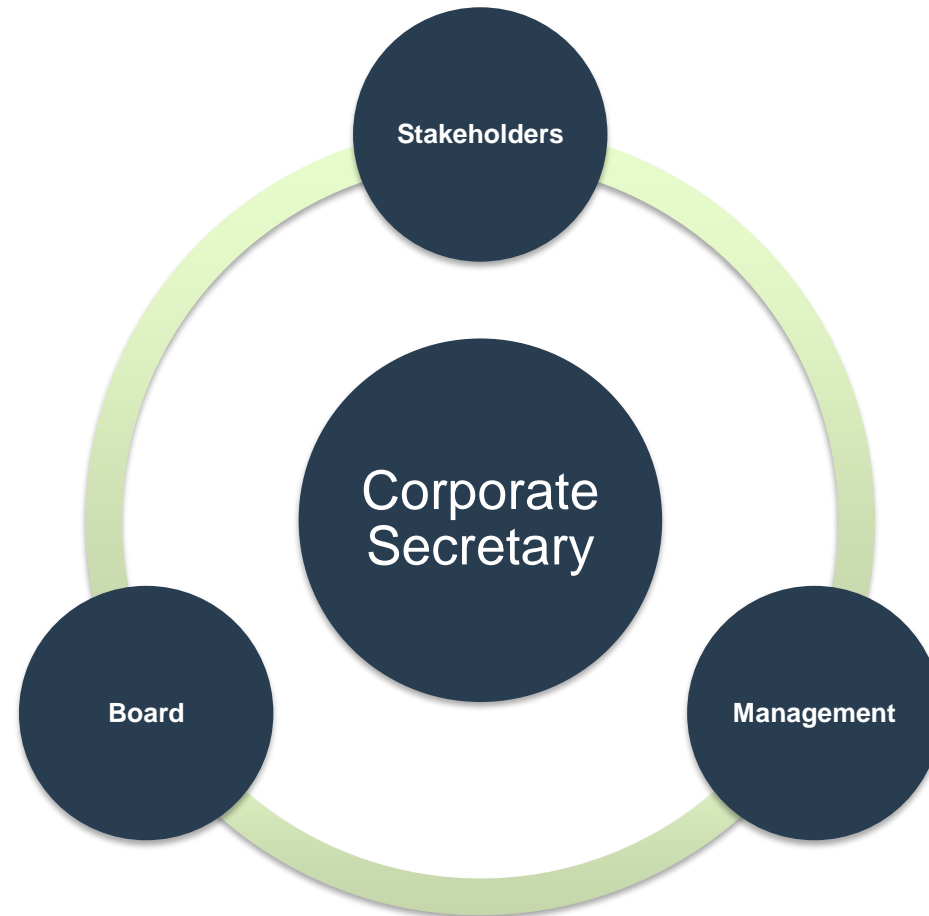 Stakeholders
Corporate
Secretary
Board
Management